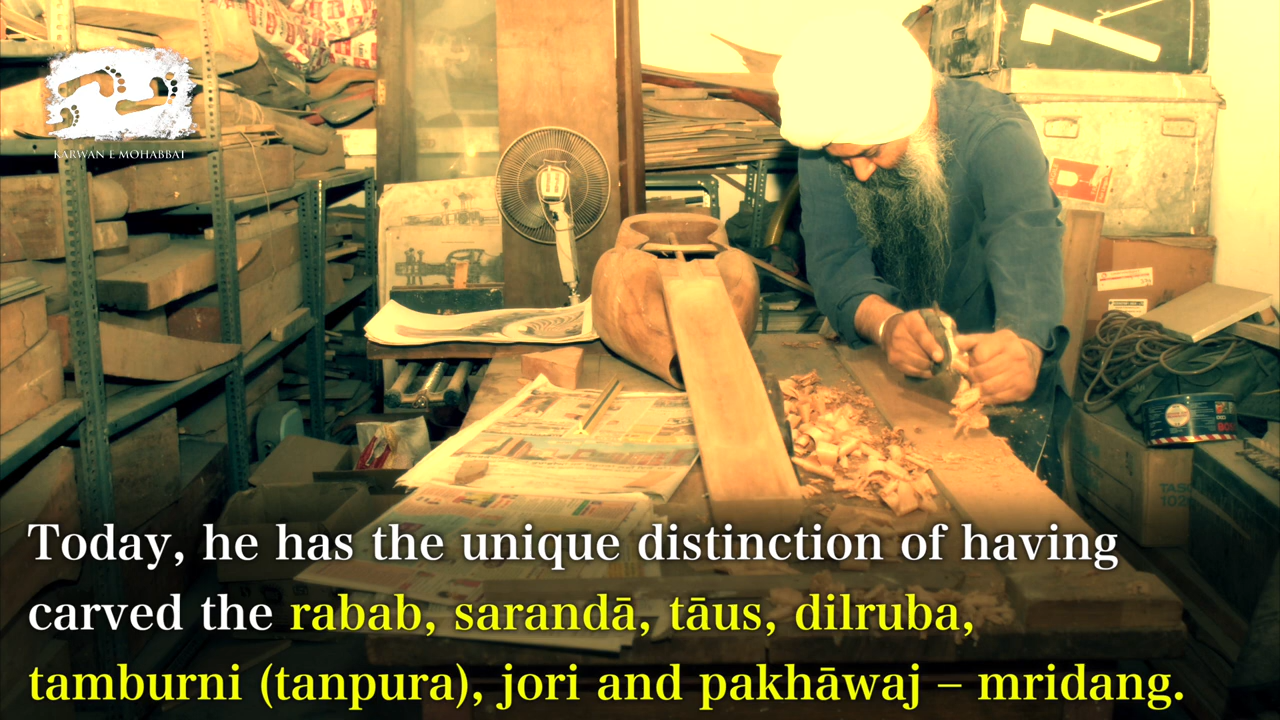 KARWAN E MOHABBAT
Today, he has the unique distinction of having
carved the rabab, sarandā, tāus, dilruba,
tamburni (tanpura), jori and pakhāwaj – mridang.